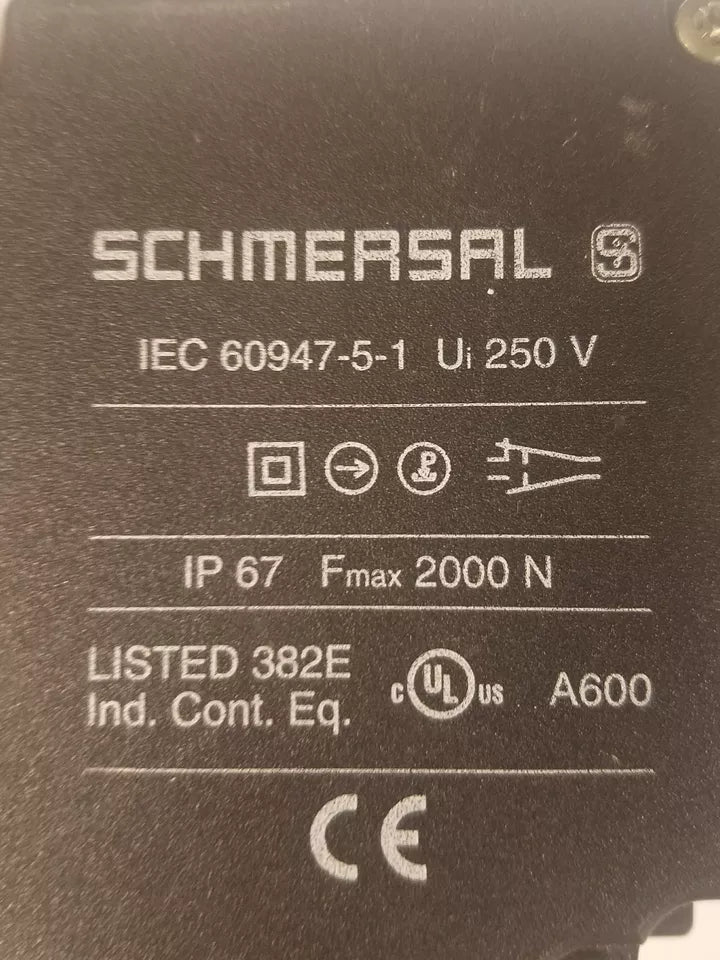 SCHMERSAL S
IEC 60947-5-1 Ui 250 V
IP 67 Fmax 2000 N
LISTED 382E
Ind. Cont. Eq.
C UL US A600
CE